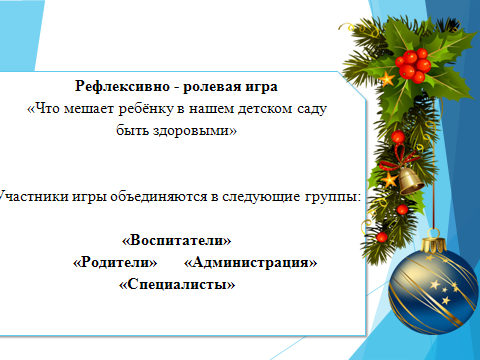 Рефлексивно - ролевая игра
«Что мешает ребёнку в нашем детском саду
быть здоровыми»
Участники игры объединяются в следующие группы:
«Воспитатели»
«Родители» «Администрация»
«Специалисты»